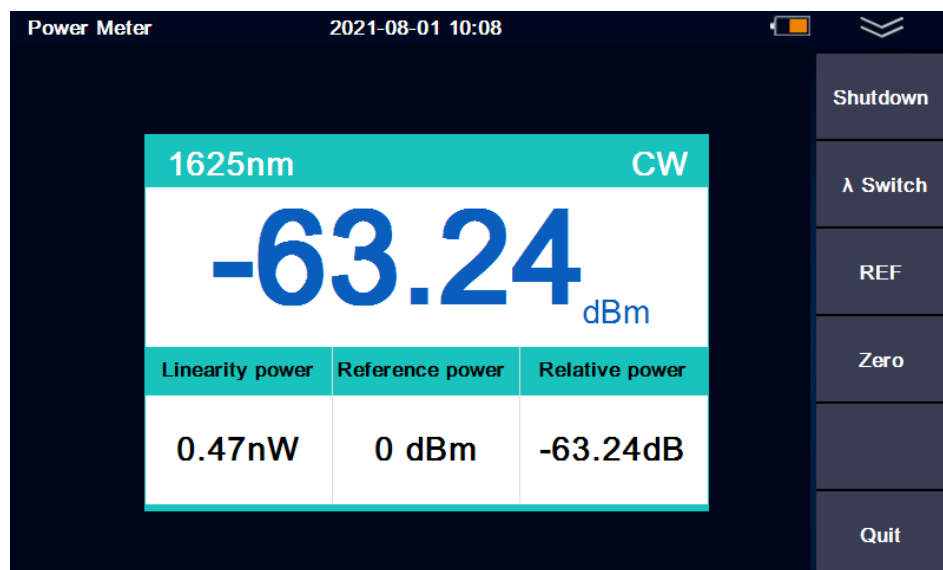 Power Meter 2021-08-01 10:08
Shutdown
1625nm CW
λ Switch
-63.24 dBm
REF
Linearity power Reference power Relative power
Zero
0.47nW 0 dBm -63.24dB
Quit